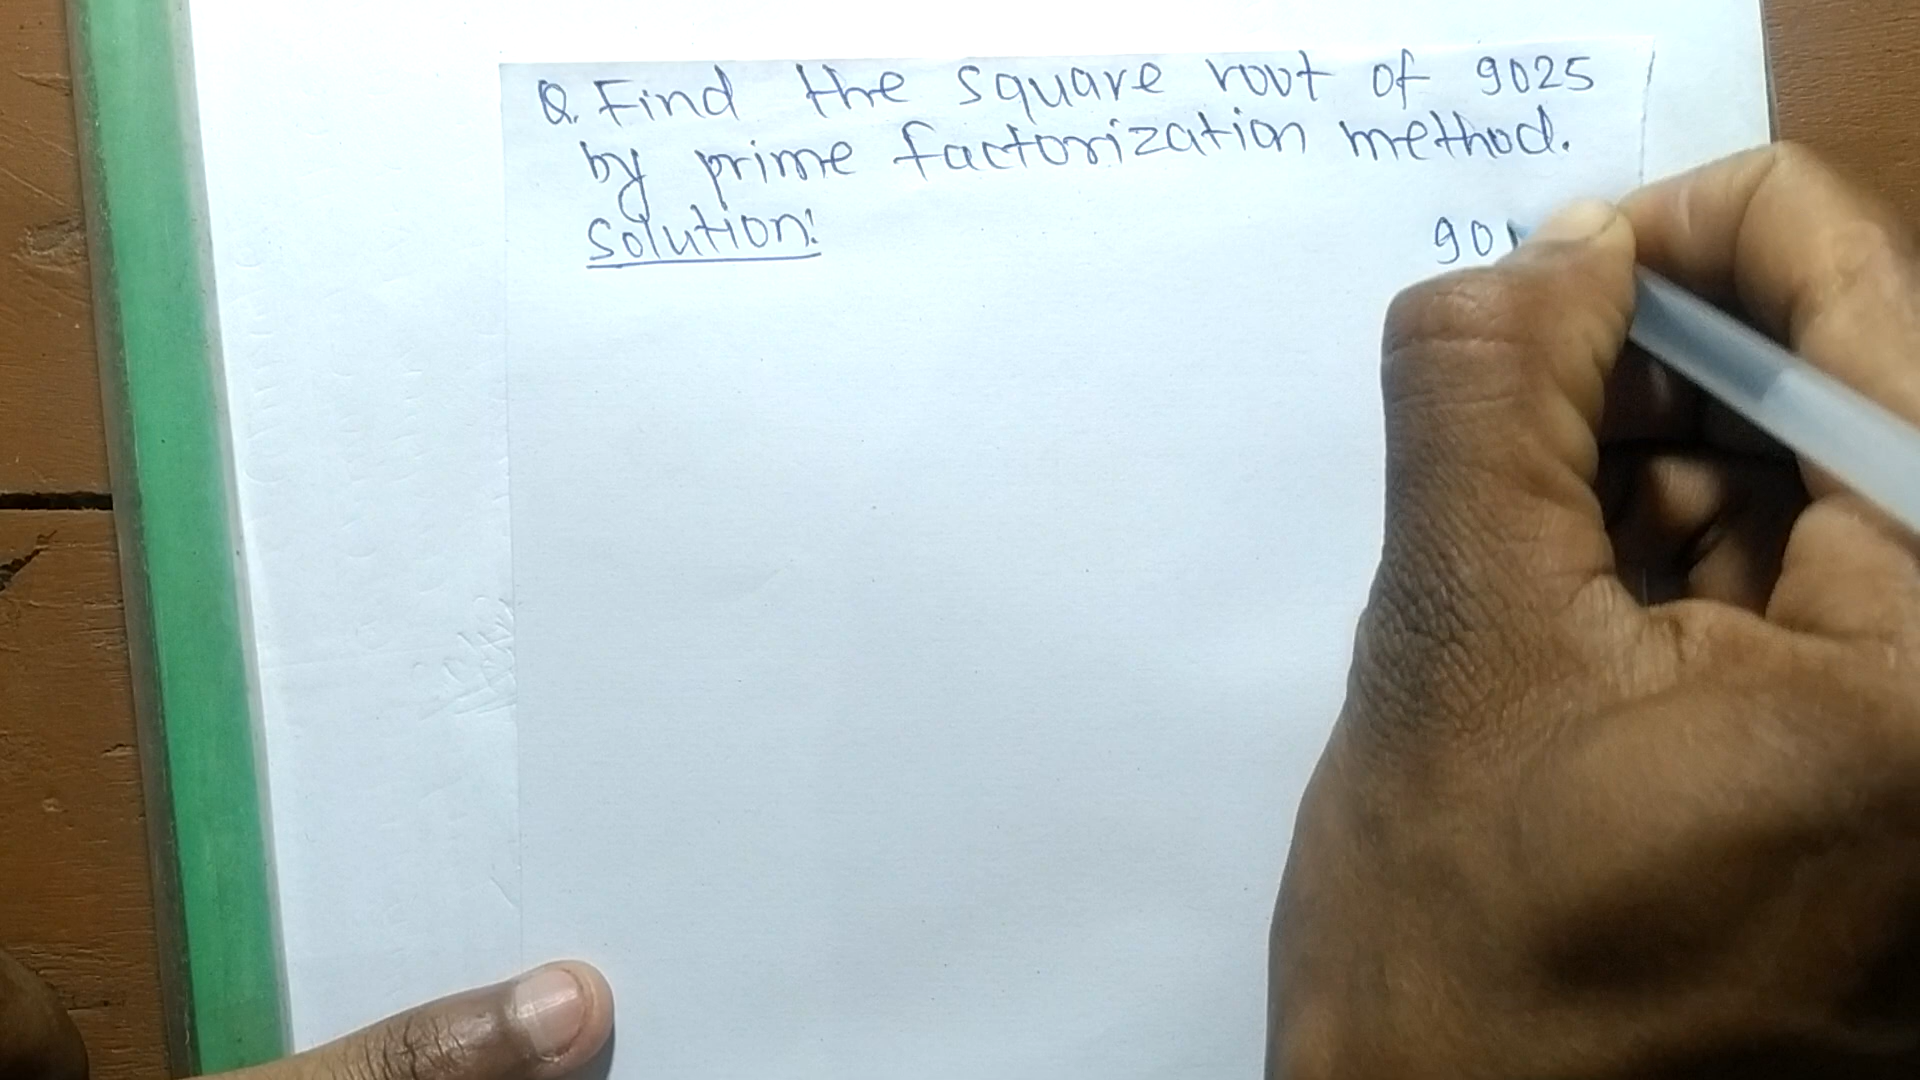 Q. Find the square root of 9025
by prime factorization method.
Solution:
90